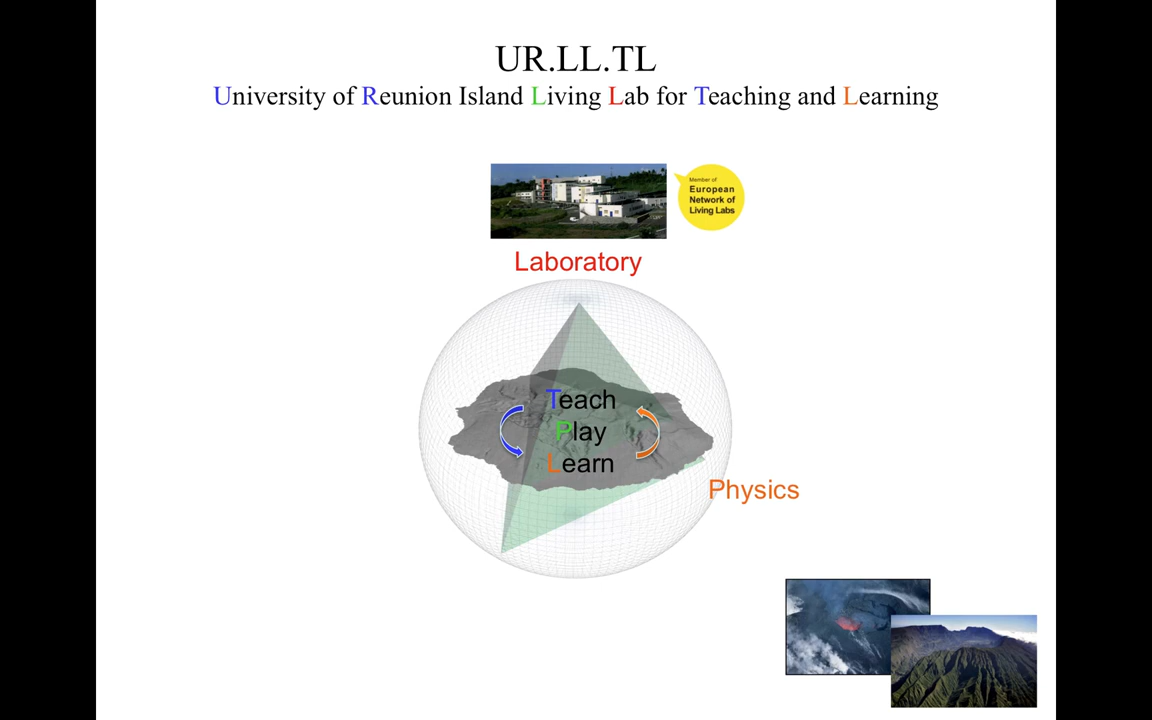 UR.LL.TL
University of Reunion Island Living Lab for Teaching and Learning
Member of
European
Network of
Living Labs
Laboratory
Teach
Play
Learn
Physics